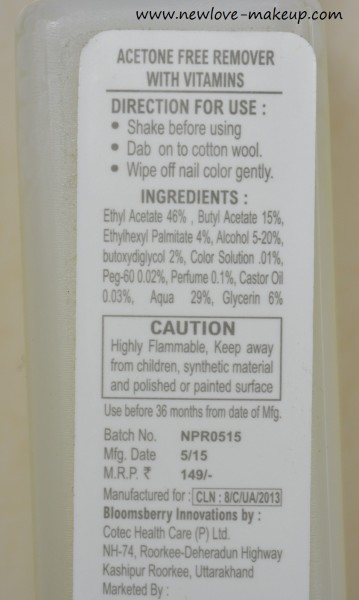 www.newlove-makeup.com
ACETONE FREE REMOVER
WITH VITAMINS
DIRECTION FOR USE :
• Shake before using
• Dab on to cotton wool.
• Wipe off nail color gently.
INGREDIENTS :
Ethyl Acetate 46% , Butyl Acetate 15%,
Ethylhexyl Palmitate 4%, Alcohol 5-20%,
butoxydiglycol 2%, Color Solution .01%,
Peg-60 0.02%, Perfume 0.1%, Castor Oil
0.03%, Aqua 29%, Glycerin 6%
CAUTION
Highly Flammable, Keep away
from children, synthetic material
and polished or painted surface
Use before 36 months from date of Mfg.
Batch No. NPR0515
Mfg. Date 5/15
M.R.P. ₹ 149/-
Manufactured for : CLN : 8/C/UA/2013
Bloomsberry Innovations by :
Cotec Health Care (P) Ltd.
NH-74, Roorkee-Deheradun Highway
Kashipur Roorkee, Uttarakhand
Marketed By :